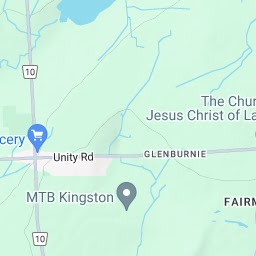 10
The Chur
Jesus Christ of La
cery
Unity Rd
GLENBURNIE
MTB Kingston
FAIRM
10